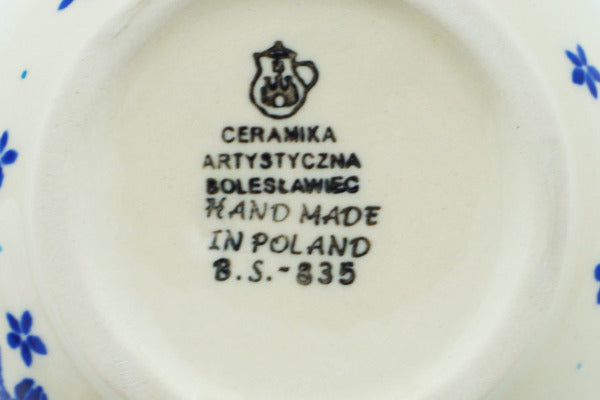 CERAMIKA
ARTYSTYCZNA
BOLESŁAWIEC
HAND MADE
IN POLAND
B.S.-835